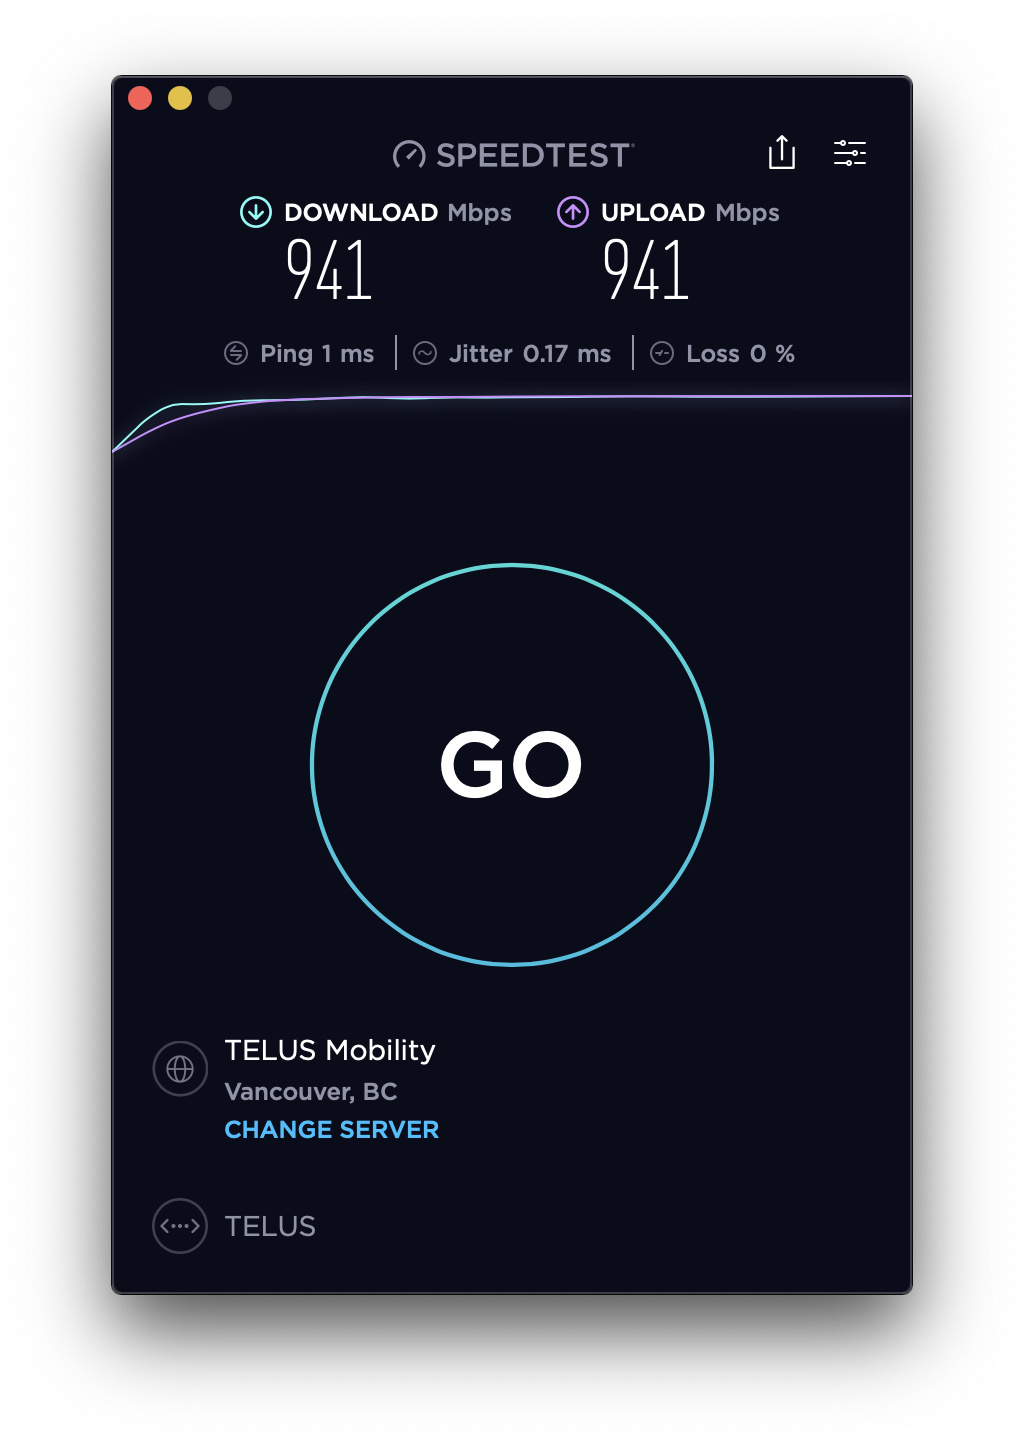 SPEEDTEST
DOWNLOAD Mbps UPLOAD Mbps
941 941
Ping 1 ms Jitter 0.17 ms Loss 0 %
GO
TELUS Mobility
Vancouver, BC
CHANGE SERVER
TELUS